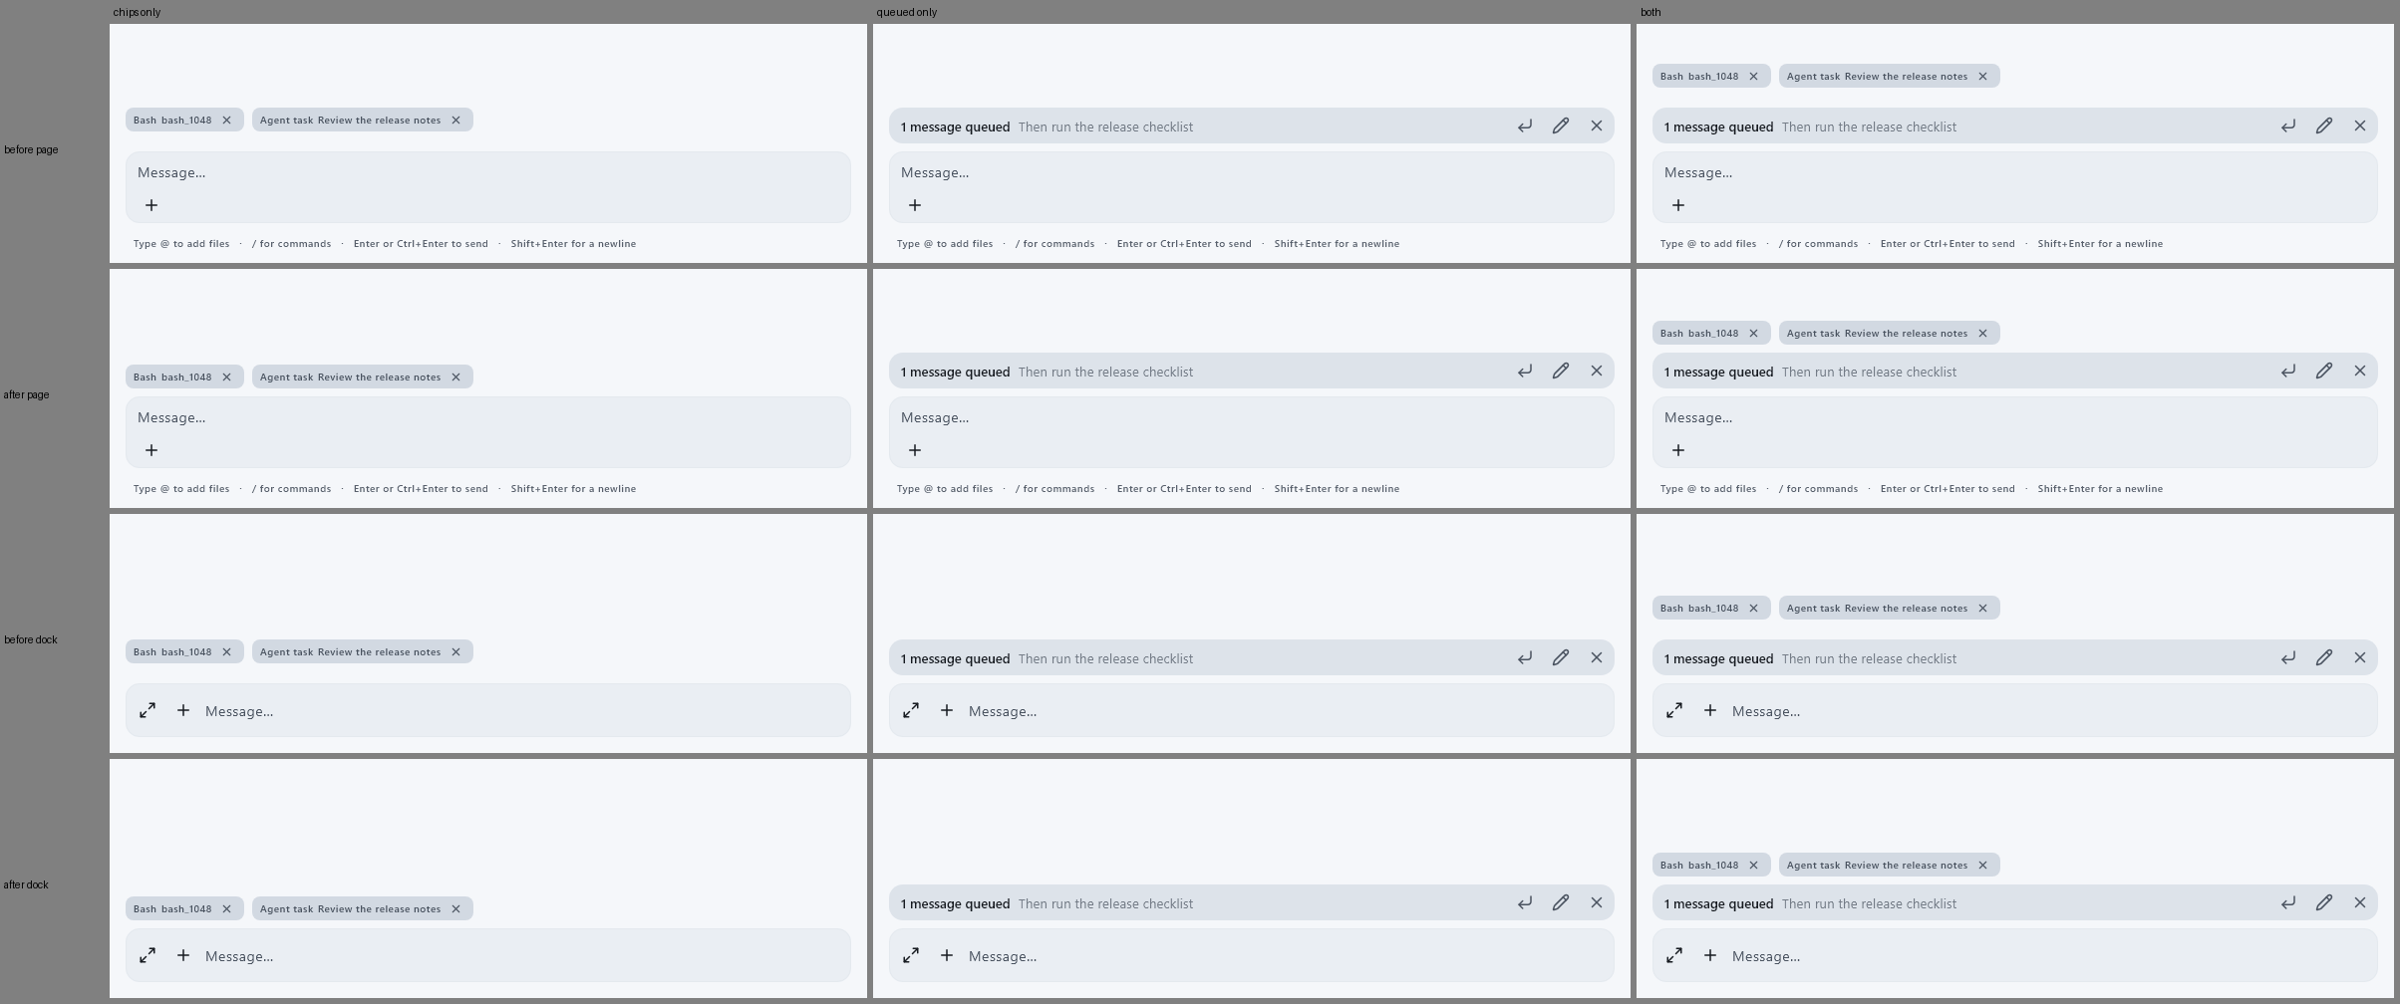 chips only queued only both
before page
Bash bash_1048 Agent task Review the release notes
Message...
Type @ to add files · / for commands · Enter or Ctrl+Enter to send · Shift+Enter for a newline
1 message queued Then run the release checklist
Message...
Type @ to add files · / for commands · Enter or Ctrl+Enter to send · Shift+Enter for a newline
Bash bash_1048 Agent task Review the release notes
1 message queued Then run the release checklist
Message...
Type @ to add files · / for commands · Enter or Ctrl+Enter to send · Shift+Enter for a newline
after page
Bash bash_1048 Agent task Review the release notes
Message...
Type @ to add files · / for commands · Enter or Ctrl+Enter to send · Shift+Enter for a newline
1 message queued Then run the release checklist
Message...
Type @ to add files · / for commands · Enter or Ctrl+Enter to send · Shift+Enter for a newline
Bash bash_1048 Agent task Review the release notes
1 message queued Then run the release checklist
Message...
Type @ to add files · / for commands · Enter or Ctrl+Enter to send · Shift+Enter for a newline
before dock
Bash bash_1048 Agent task Review the release notes
Message...
1 message queued Then run the release checklist
Message...
Bash bash_1048 Agent task Review the release notes
1 message queued Then run the release checklist
Message...
after dock
Bash bash_1048 Agent task Review the release notes
Message...
1 message queued Then run the release checklist
Message...
Bash bash_1048 Agent task Review the release notes
1 message queued Then run the release checklist
Message...